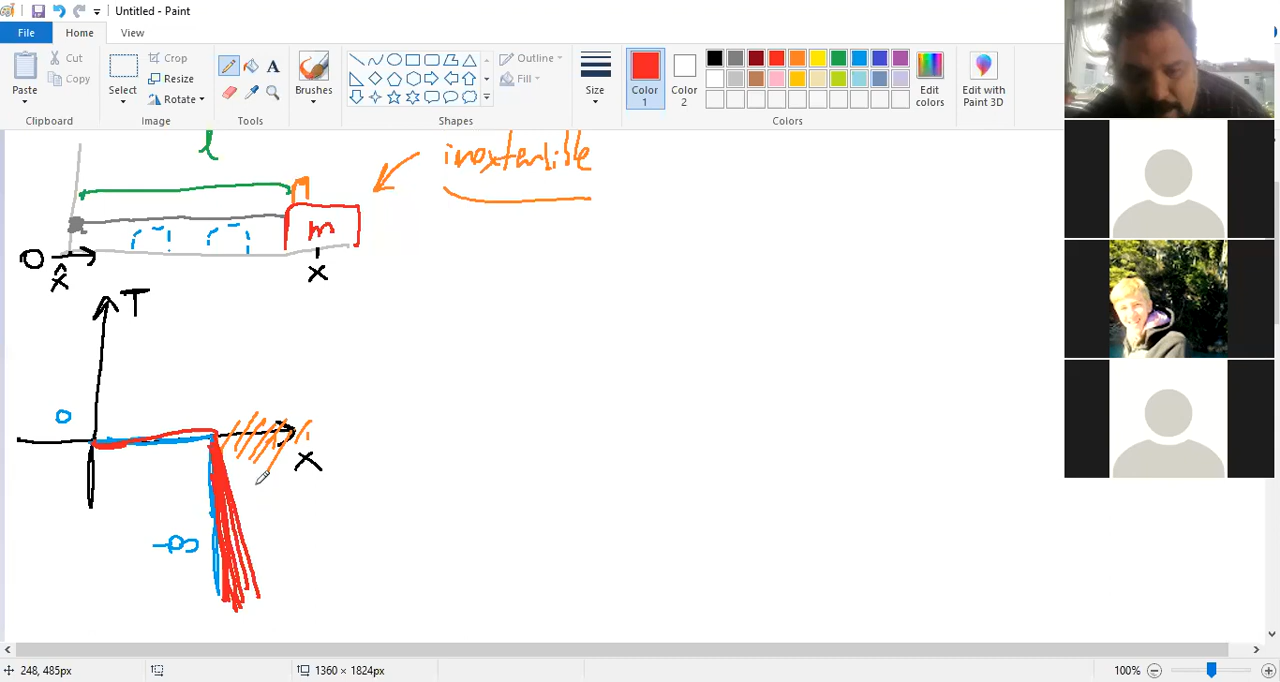 Untitled - Paint
File Home View
Paste Cut Copy Clipboard
Select Crop Resize Rotate Image
Tools
Brushes
Outline Fill Shapes
Size
Color 1
Color 2
Edit colors
Edit with Paint 3D
Colors
l
inextensible
m
O x̂ x
T
0
x
-∞
248, 485px
1360 × 1824px
100%